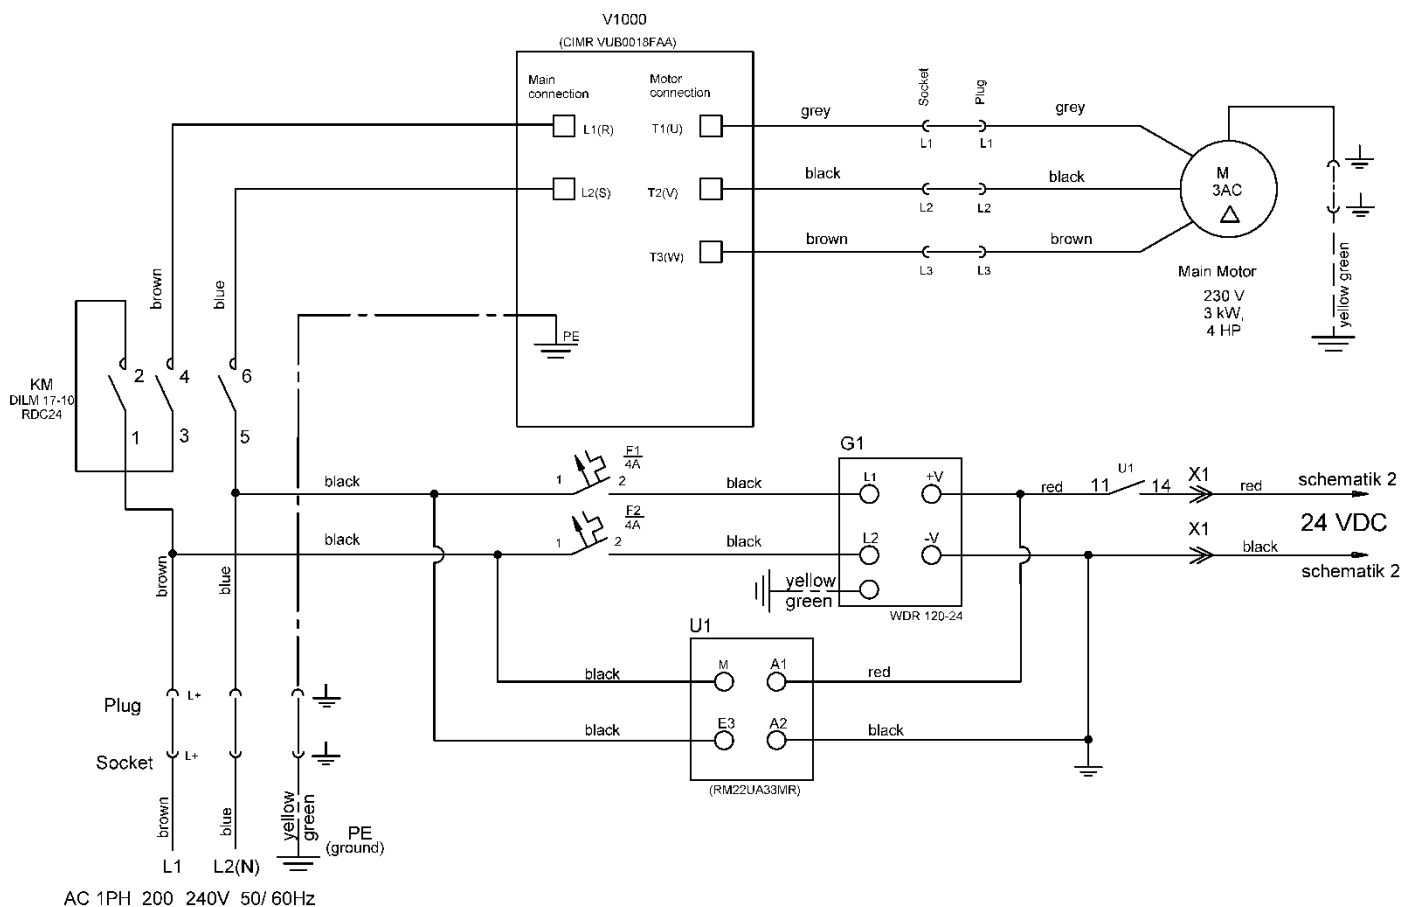 V1000
(CIMR VUB0018FAA)
Main
connection
Motor
connection
L1(R)
T1(U)
L2(S)
T2(V)
T3(W)
PE
grey
Socket
Plug
grey
L1
L1
black
black
L2
L2
brown
brown
L3
L3
M
3AC
Main Motor
230 V
3 kW,
4 HP
yellow green
brown
blue
KM
DILM 17-10
RDC24
2
4
6
1
3
5
black
1
F1
4A
2
black
black
1
F2
4A
2
black
G1
L1
+V
L2
-V
yellow
green
WDR 120-24
red
11
U1
14
X1
red
schematik 2
24 VDC
X1
black
schematik 2
U1
black
M
A1
red
black
E3
A2
black
(RM22UA33MR)
brown
blue
Plug
L+
Socket
L+
brown
blue
yellow
green
PE
(ground)
L1
L2(N)
AC 1PH 200 240V 50/ 60Hz